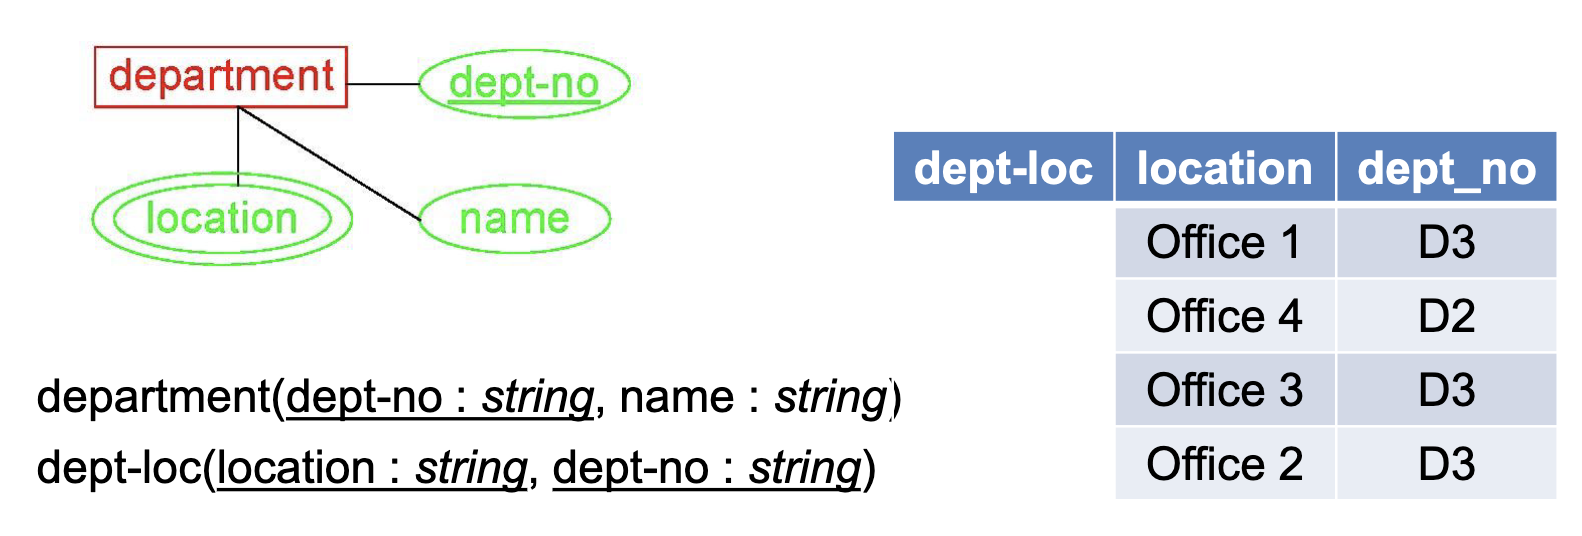 department
dept-no
location
name
dept-loc location dept_no
Office 1 D3
Office 4 D2
Office 3 D3
Office 2 D3
department(dept-no : string, name : string)
dept-loc(location : string, dept-no : string)